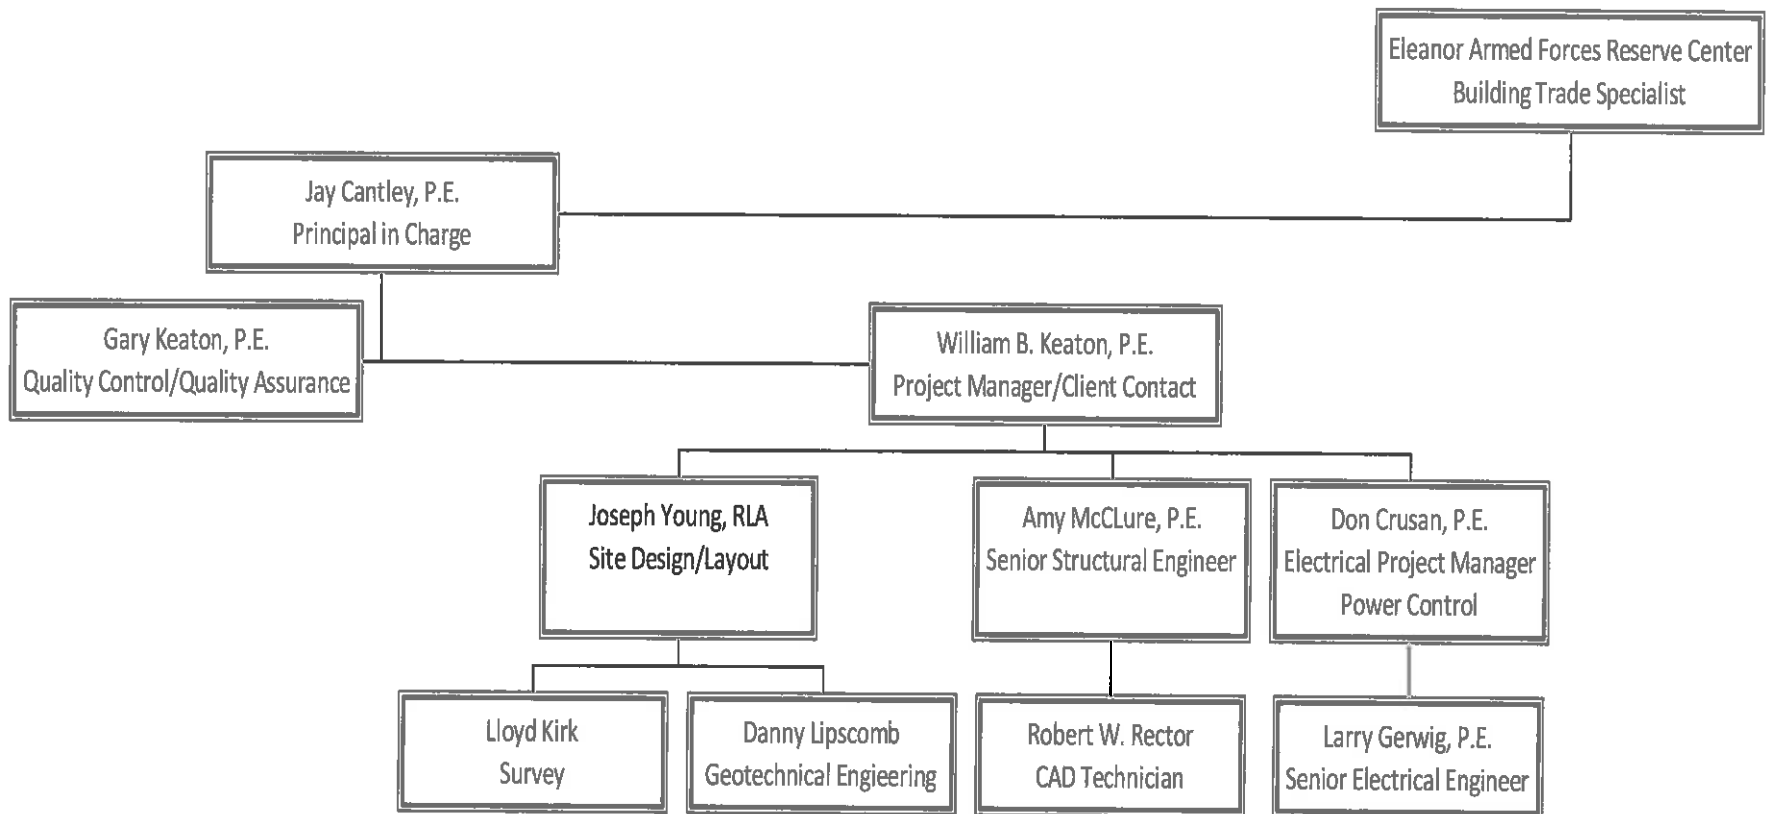 Eleanor Armed Forces Reserve Center
Building Trade Specialist
Jay Cantley, P.E.
Principal in Charge
Gary Keaton, P.E.
Quality Control/Quality Assurance
William B. Keaton, P.E.
Project Manager/Client Contact
Joseph Young, RLA
Site Design/Layout
Amy McCLure, P.E.
Senior Structural Engineer
Don Crusan, P.E.
Electrical Project Manager
Power Control
Lloyd Kirk
Survey
Danny Lipscomb
Geotechnical Engieering
Robert W. Rector
CAD Technician
Larry Gerwig, P.E.
Senior Electrical Engineer